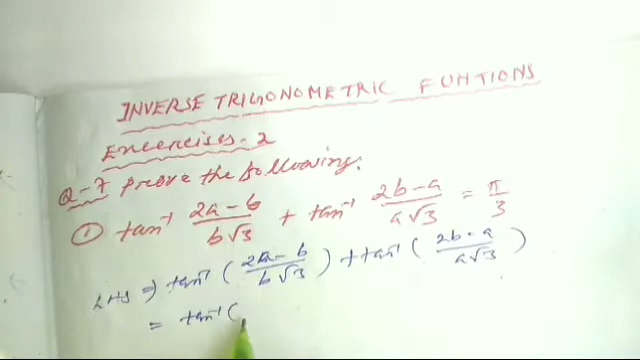 INVERSE TRIGONOMETRIC FUNTIONS
Excercises-2
Q-7 Prove the following.
① tan⁻¹ (2a-b)/(b√3) + tan⁻¹ (2b-a)/(a√3) = π/3
LHS ⇒ tan⁻¹ ( (2a-b)/(b√3) ) + tan⁻¹ ( (2b-a)/(a√3) )
= tan⁻¹ (